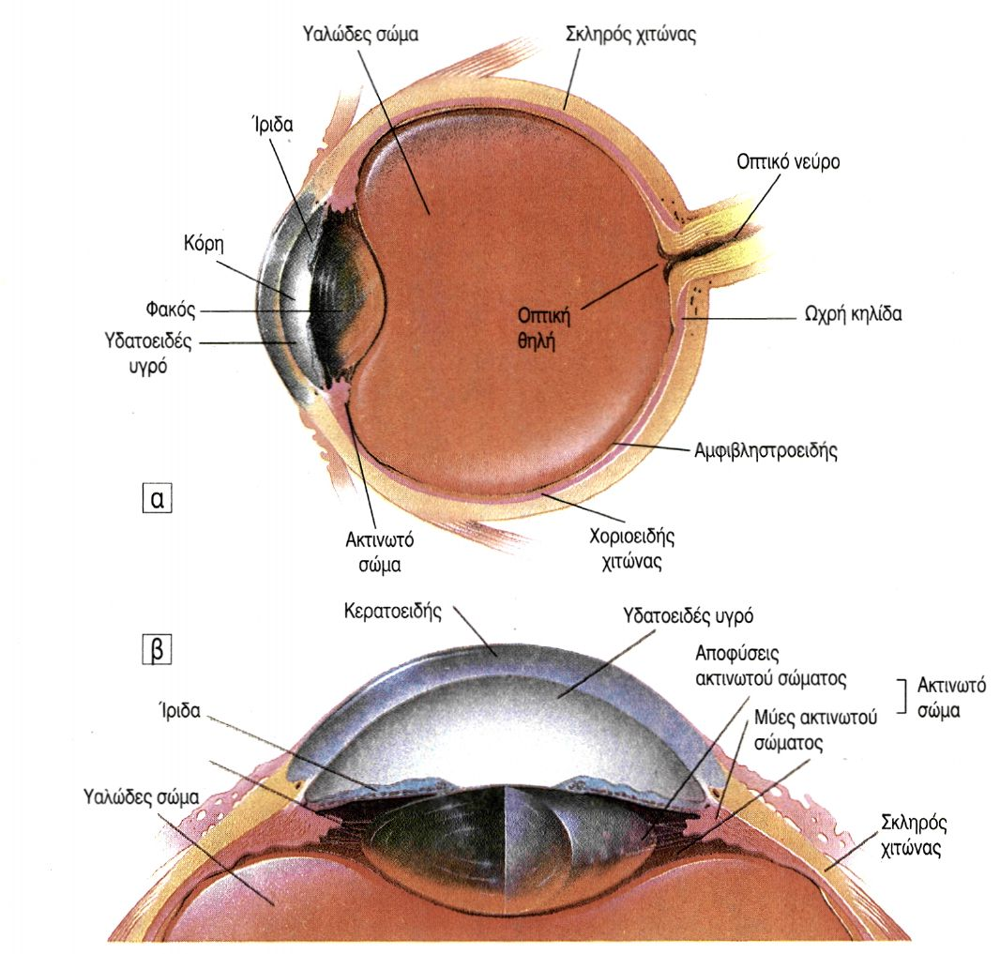 Υαλώδες σώμα
Σκληρός χιτώνας
Ίριδα
Οπτικό νεύρο
Κόρη
Φακός
Οπτική
θηλή
Ωχρή κηλίδα
Υδατοειδές
υγρό
Αμφιβληστροειδής
α
Ακτινωτό
σώμα
Χοριοειδής
χιτώνας
Κερατοειδής
Υδατοειδές υγρό
β
Αποφύσεις
ακτινωτού σώματος
Ακτινωτό
σώμα
Ίριδα
Μύες ακτινωτού
σώματος
Υαλώδες σώμα
Σκληρός
χιτώνας